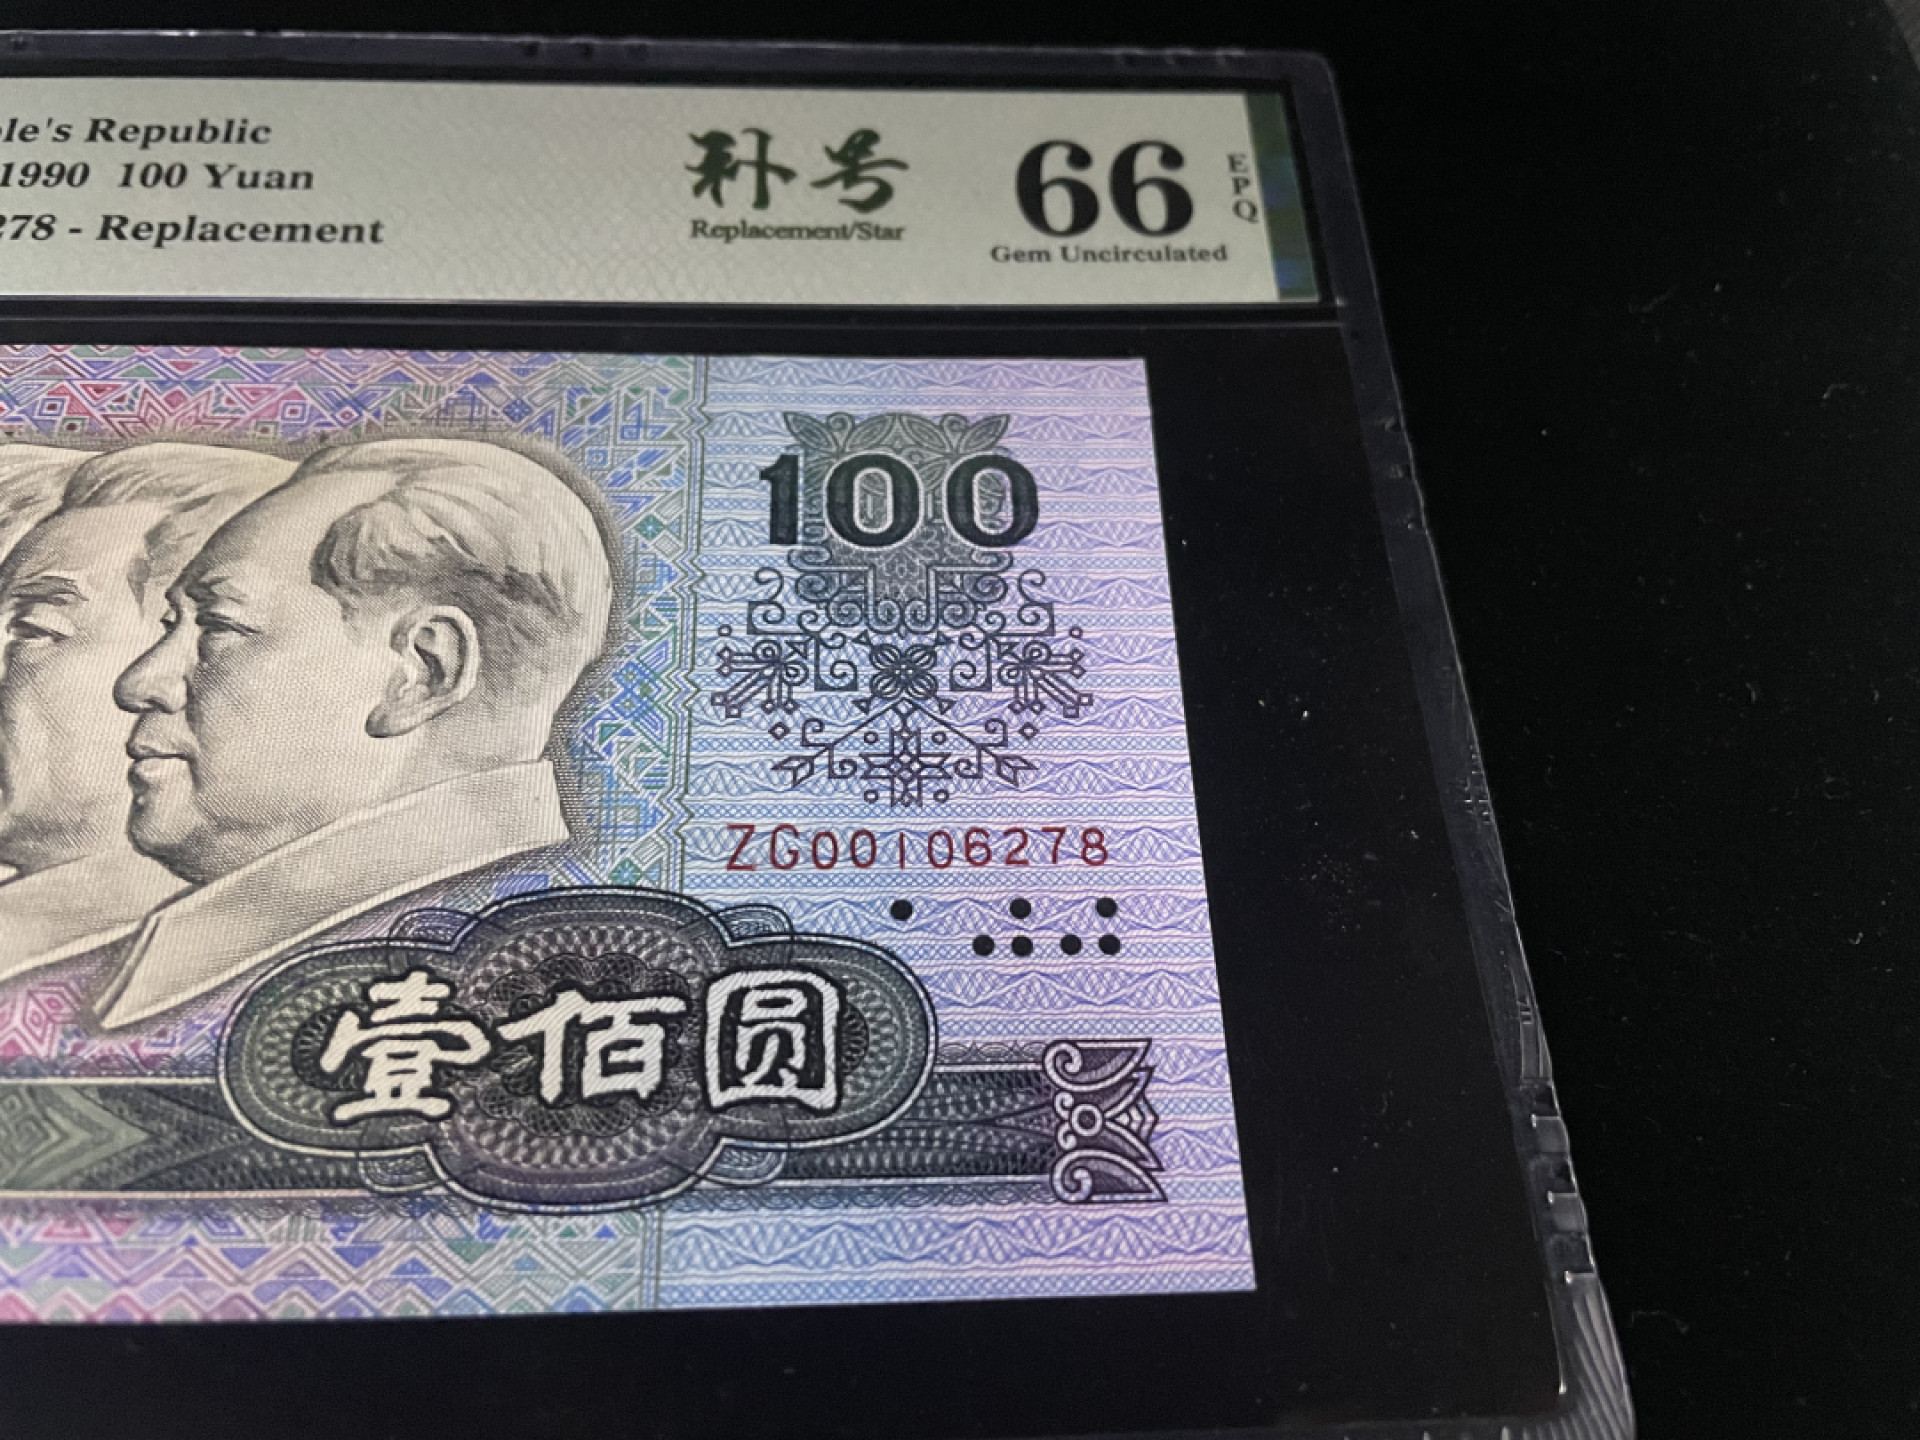 le's Republic
1990 100 Yuan
278 - Replacement
补号
Replacement/Star
66
EPQ
Gem Uncirculated
100
ZG00106278
壹佰圆